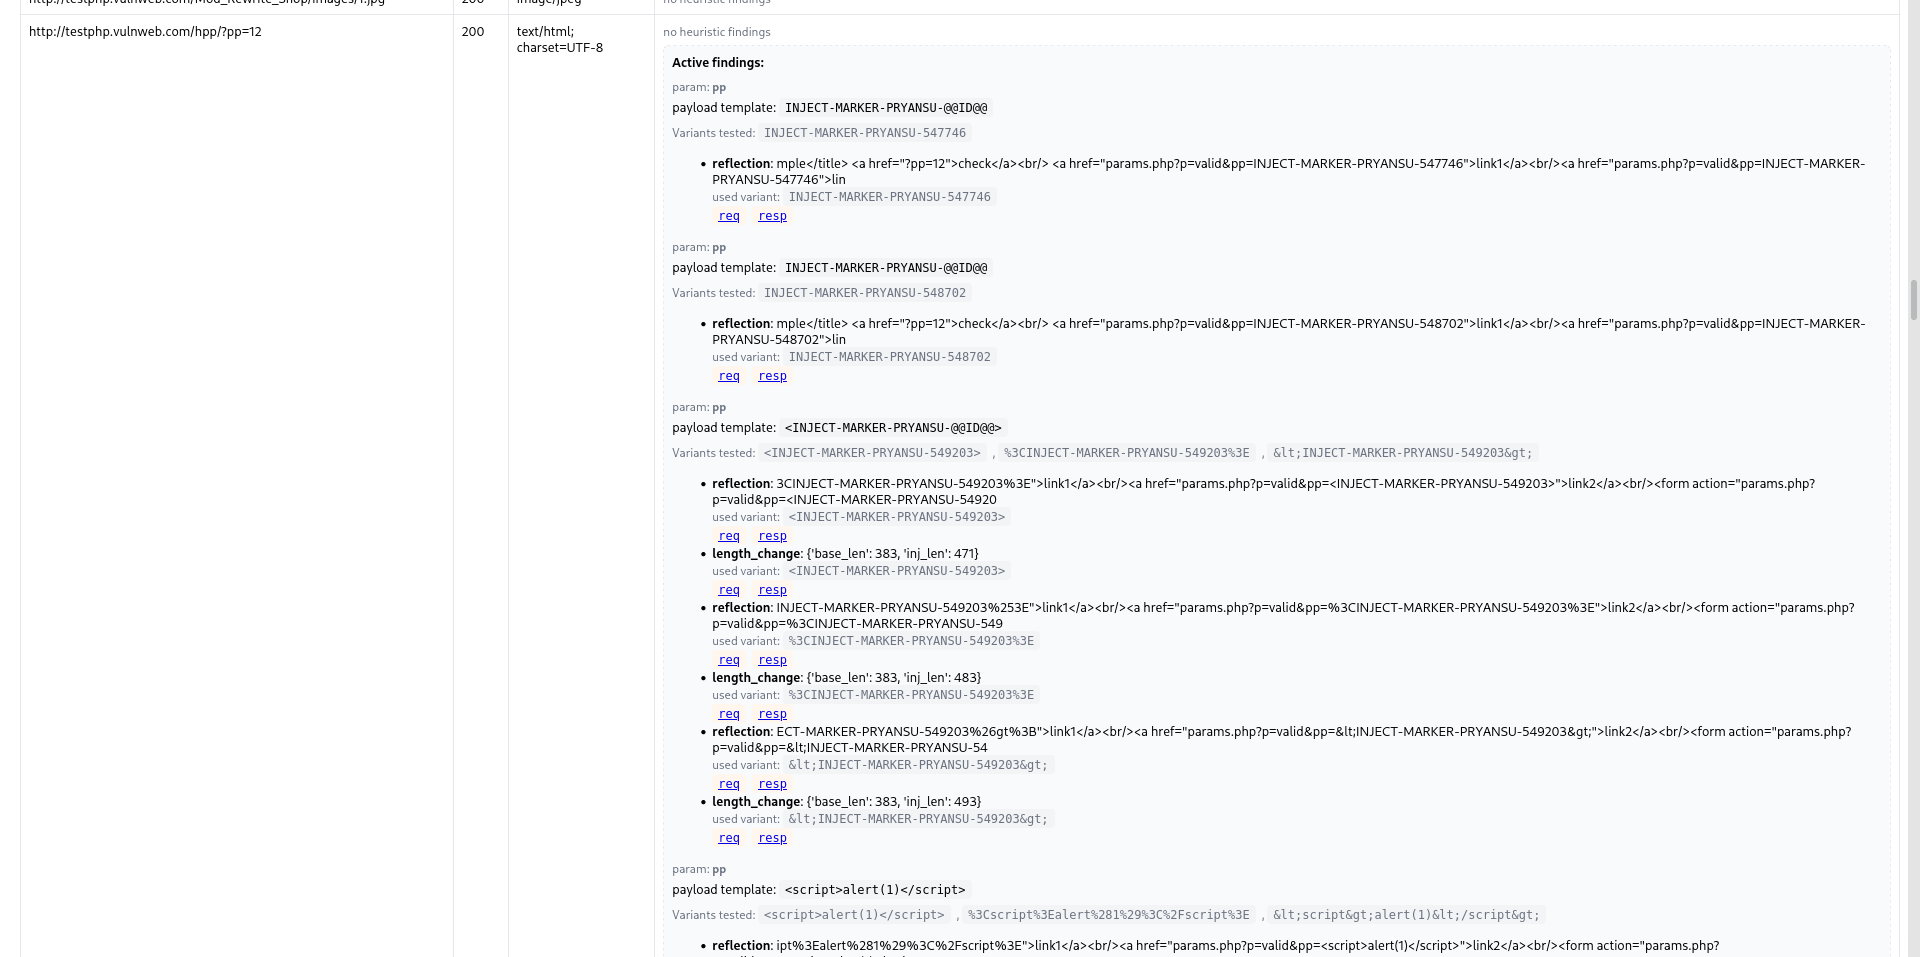 http://testphp.vulnweb.com/Mod_Rewrite_Shop/images/1.jpg 200 image/jpeg no heuristic findings
http://testphp.vulnweb.com/hpp/?pp=12 200 text/html; no heuristic findings
charset=UTF-8
Active findings:
param: pp
payload template: INJECT-MARKER-PRYANSU-@@ID@@
Variants tested: INJECT-MARKER-PRYANSU-547746
• reflection: mple</title> <a href="?pp=12">check</a><br/> <a href="params.php?p=valid&pp=INJECT-MARKER-PRYANSU-547746">link1</a><br/><a href="params.php?p=valid&pp=INJECT-MARKER-
PRYANSU-547746">lin
used variant: INJECT-MARKER-PRYANSU-547746
req resp
param: pp
payload template: INJECT-MARKER-PRYANSU-@@ID@@
Variants tested: INJECT-MARKER-PRYANSU-548702
• reflection: mple</title> <a href="?pp=12">check</a><br/> <a href="params.php?p=valid&pp=INJECT-MARKER-PRYANSU-548702">link1</a><br/><a href="params.php?p=valid&pp=INJECT-MARKER-
PRYANSU-548702">lin
used variant: INJECT-MARKER-PRYANSU-548702
req resp
param: pp
payload template: <INJECT-MARKER-PRYANSU-@@ID@@>
Variants tested: <INJECT-MARKER-PRYANSU-549203> , %3CINJECT-MARKER-PRYANSU-549203%3E , &lt;INJECT-MARKER-PRYANSU-549203&gt;
• reflection: 3CINJECT-MARKER-PRYANSU-549203%3E">link1</a><br/><a href="params.php?p=valid&pp=<INJECT-MARKER-PRYANSU-549203>">link2</a><br/><form action="params.php?
p=valid&pp=<INJECT-MARKER-PRYANSU-54920
used variant: <INJECT-MARKER-PRYANSU-549203>
req resp
• length_change: {'base_len': 383, 'inj_len': 471}
used variant: <INJECT-MARKER-PRYANSU-549203>
req resp
• reflection: INJECT-MARKER-PRYANSU-549203%253E">link1</a><br/><a href="params.php?p=valid&pp=%3CINJECT-MARKER-PRYANSU-549203%3E">link2</a><br/><form action="params.php?
p=valid&pp=%3CINJECT-MARKER-PRYANSU-549
used variant: %3CINJECT-MARKER-PRYANSU-549203%3E
req resp
• length_change: {'base_len': 383, 'inj_len': 483}
used variant: %3CINJECT-MARKER-PRYANSU-549203%3E
req resp
• reflection: ECT-MARKER-PRYANSU-549203%26gt%3B">link1</a><br/><a href="params.php?p=valid&pp=&lt;INJECT-MARKER-PRYANSU-549203&gt;">link2</a><br/><form action="params.php?
p=valid&pp=&lt;INJECT-MARKER-PRYANSU-54
used variant: &lt;INJECT-MARKER-PRYANSU-549203&gt;
req resp
• length_change: {'base_len': 383, 'inj_len': 493}
used variant: &lt;INJECT-MARKER-PRYANSU-549203&gt;
req resp
param: pp
payload template: <script>alert(1)</script>
Variants tested: <script>alert(1)</script> , %3Cscript%3Ealert%281%29%3C%2Fscript%3E , &lt;script&gt;alert(1)&lt;/script&gt;
• reflection: ipt%3Ealert%281%29%3C%2Fscript%3E">link1</a><br/><a href="params.php?p=valid&pp=<script>alert(1)</script>">link2</a><br/><form action="params.php?